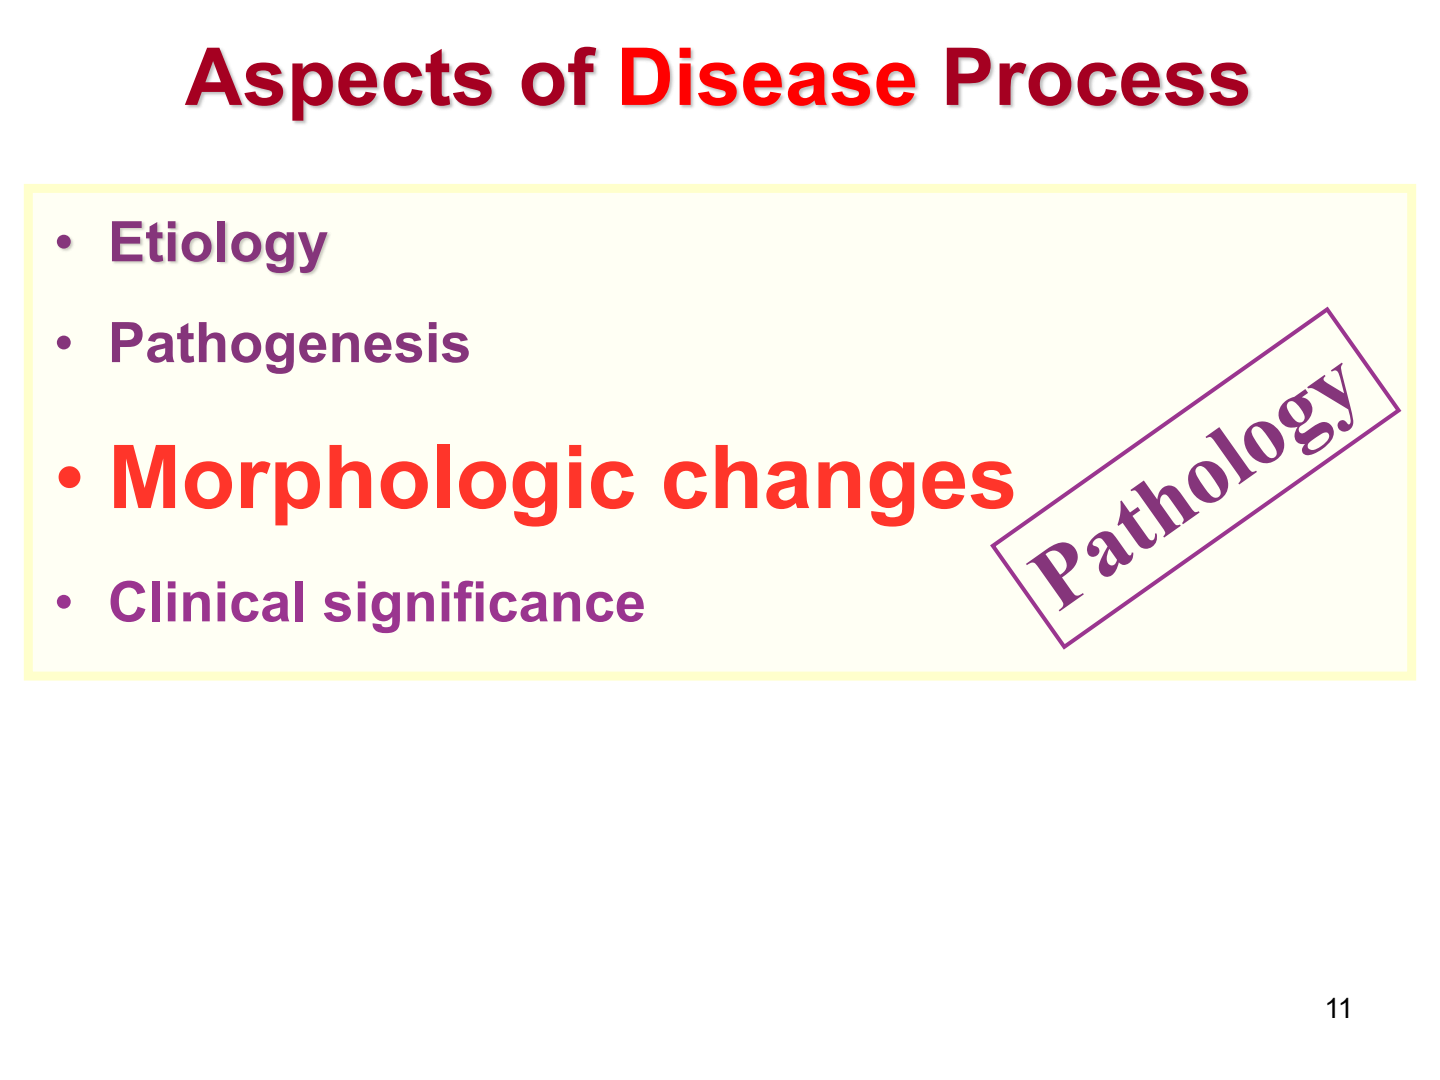 Aspects of Disease Process
• Etiology
• Pathogenesis
• Morphologic changes
• Clinical significance
Pathology
11